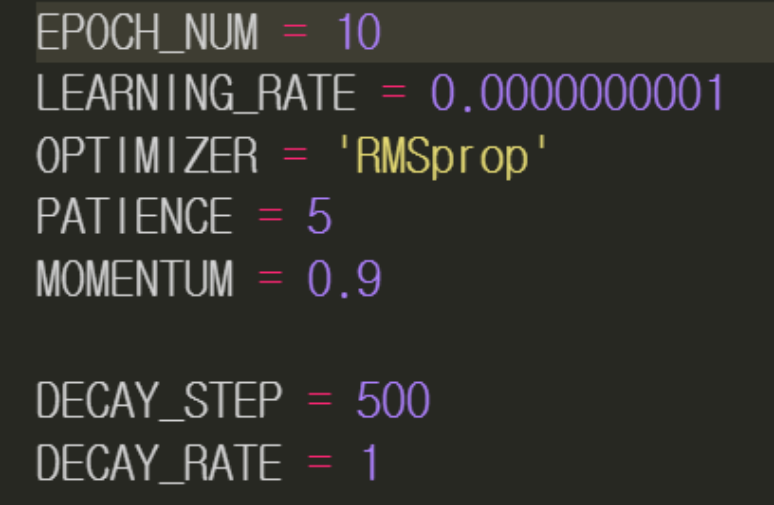 EPOCH_NUM = 10
LEARNING_RATE = 0.0000000001
OPTIMIZER = 'RMSprop'
PATIENCE = 5
MOMENTUM = 0.9
DECAY_STEP = 500
DECAY_RATE = 1